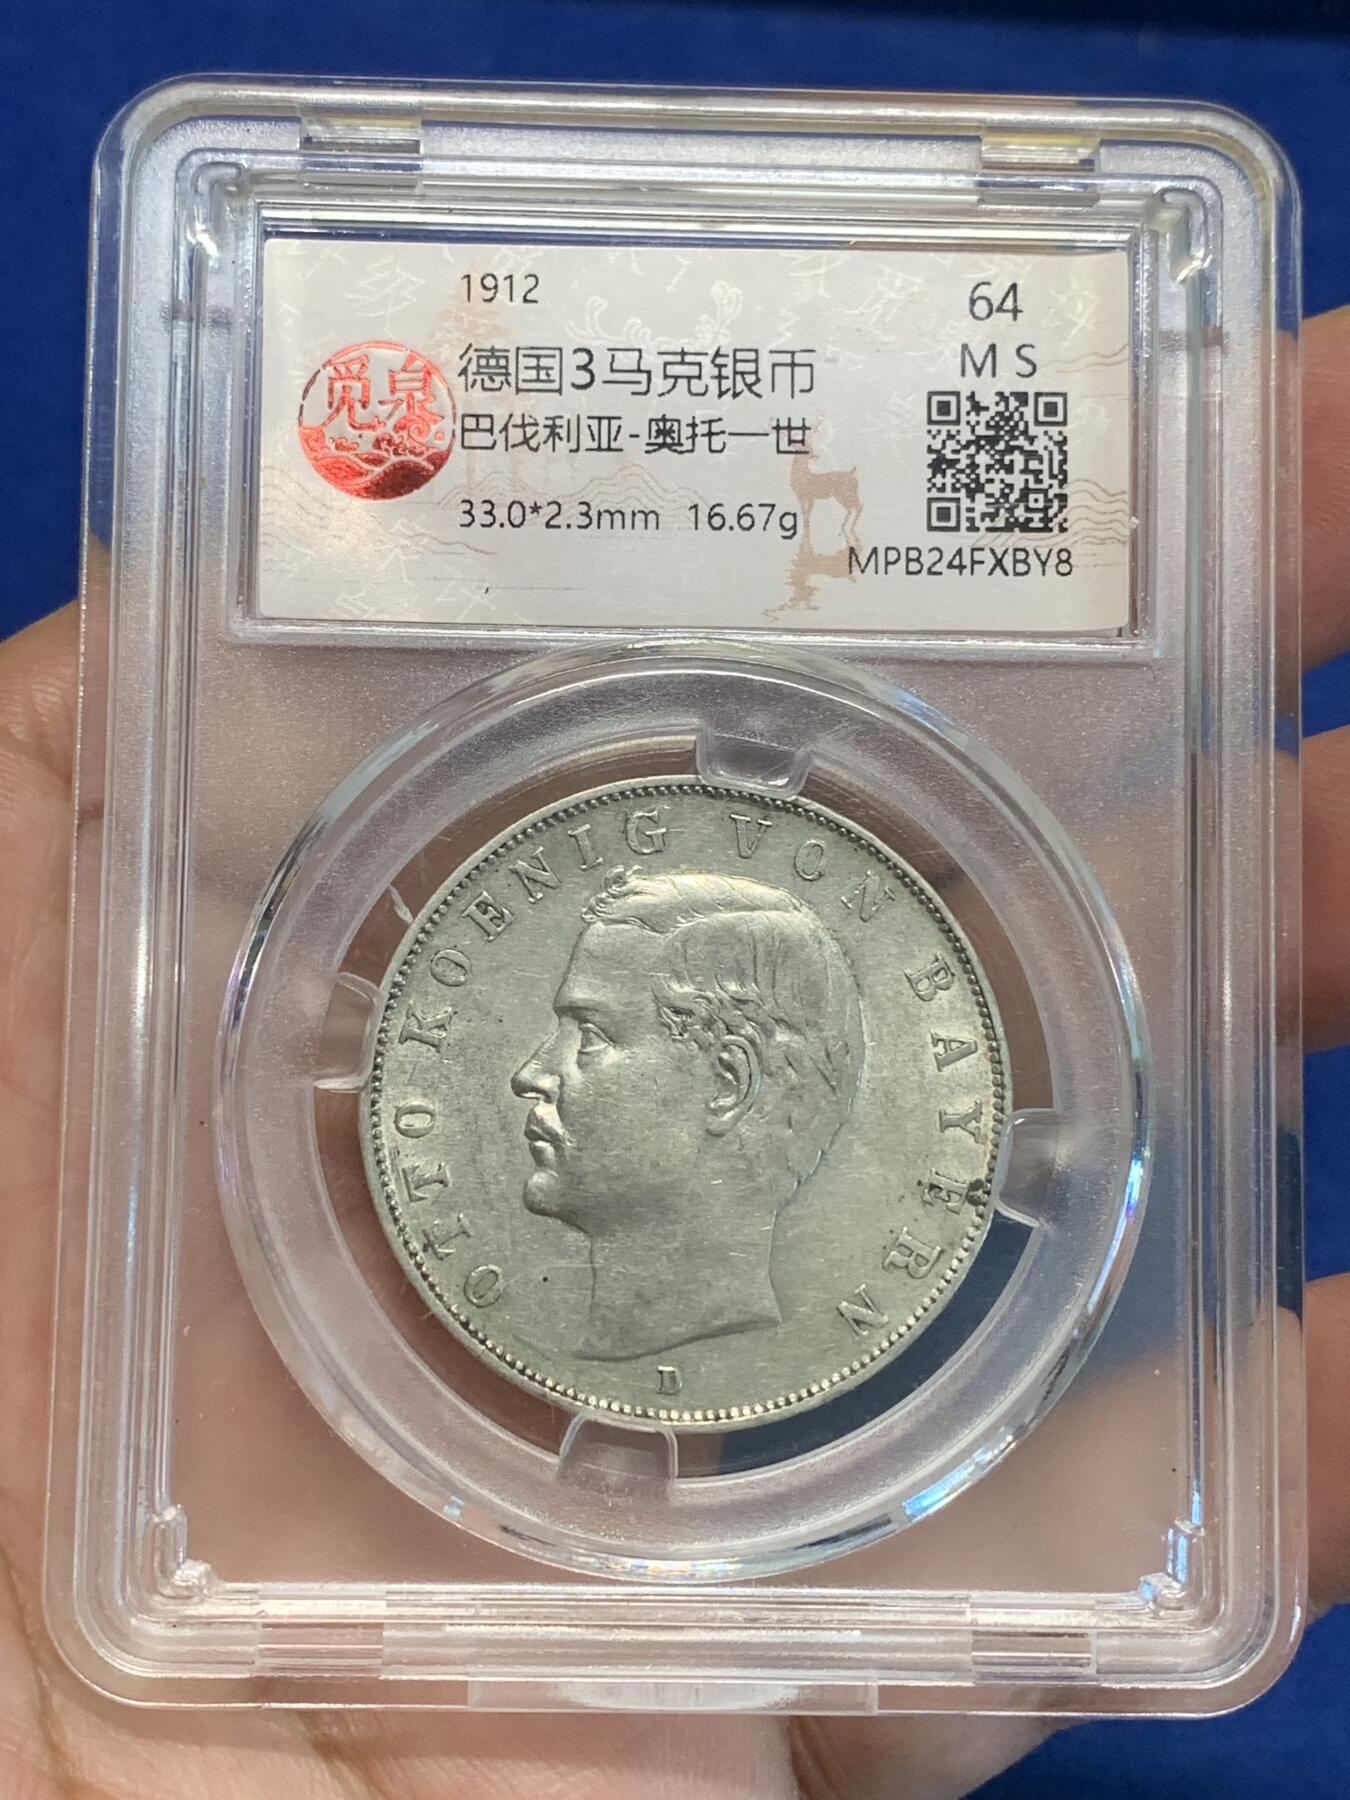 1912
64
MS
觅泉
德国3马克银币
巴伐利亚-奥托一世
33.0*2.3mm 16.67g
MPB24FXBY8
OTTO KOENIG VON BAYERN
D